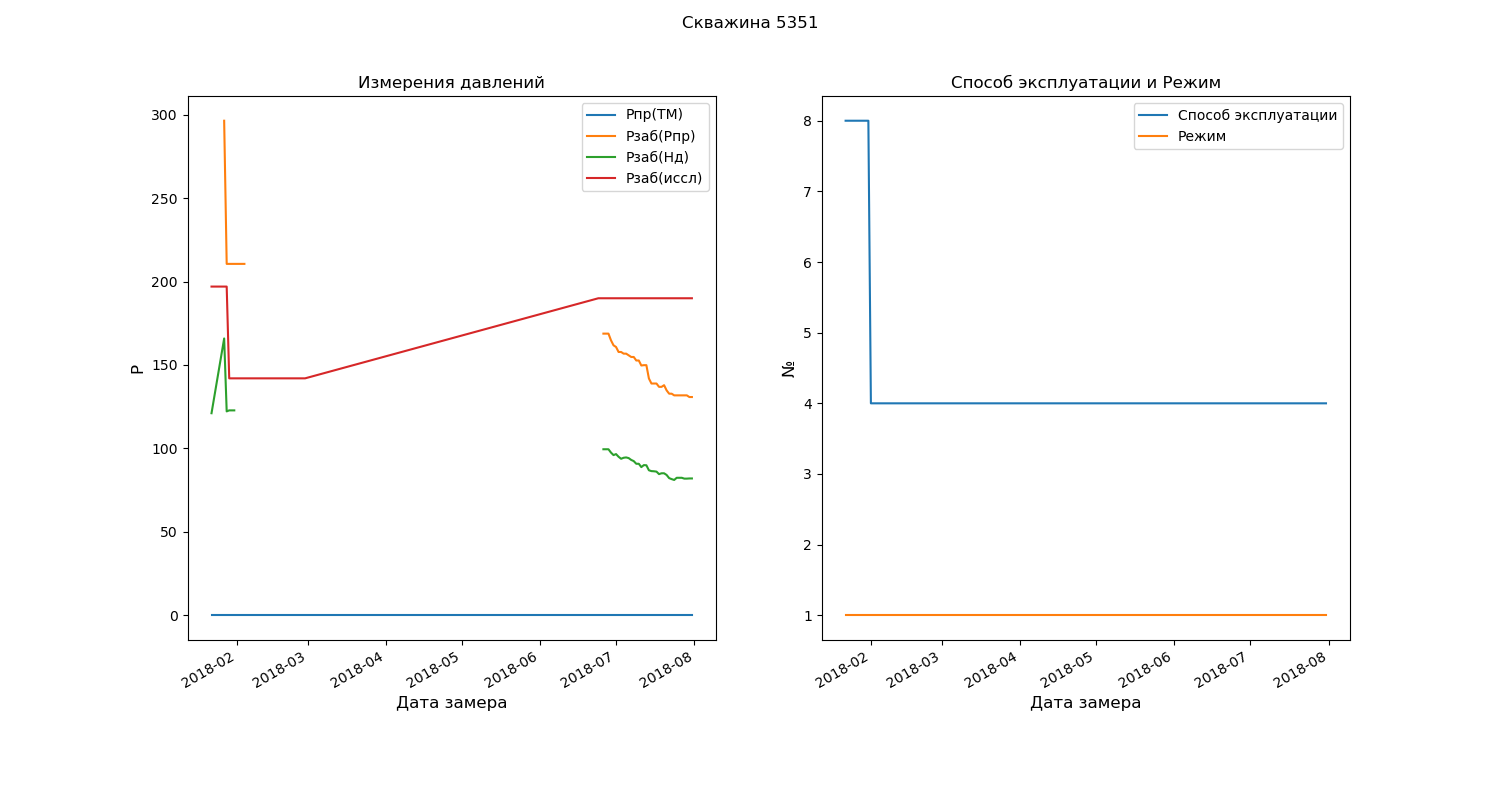 Скважина 5351
Измерения давлений
Pпр(ТМ)
Pзаб(Pпр)
Pзаб(Нд)
Pзаб(иссл)
300
250
200
150
100
50
0
P
2018-02
2018-03
2018-04
2018-05
2018-06
2018-07
2018-08
Дата замера
Способ эксплуатации и Режим
Способ эксплуатации
Режим
8
7
6
5
4
3
2
1
№
2018-02
2018-03
2018-04
2018-05
2018-06
2018-07
2018-08
Дата замера